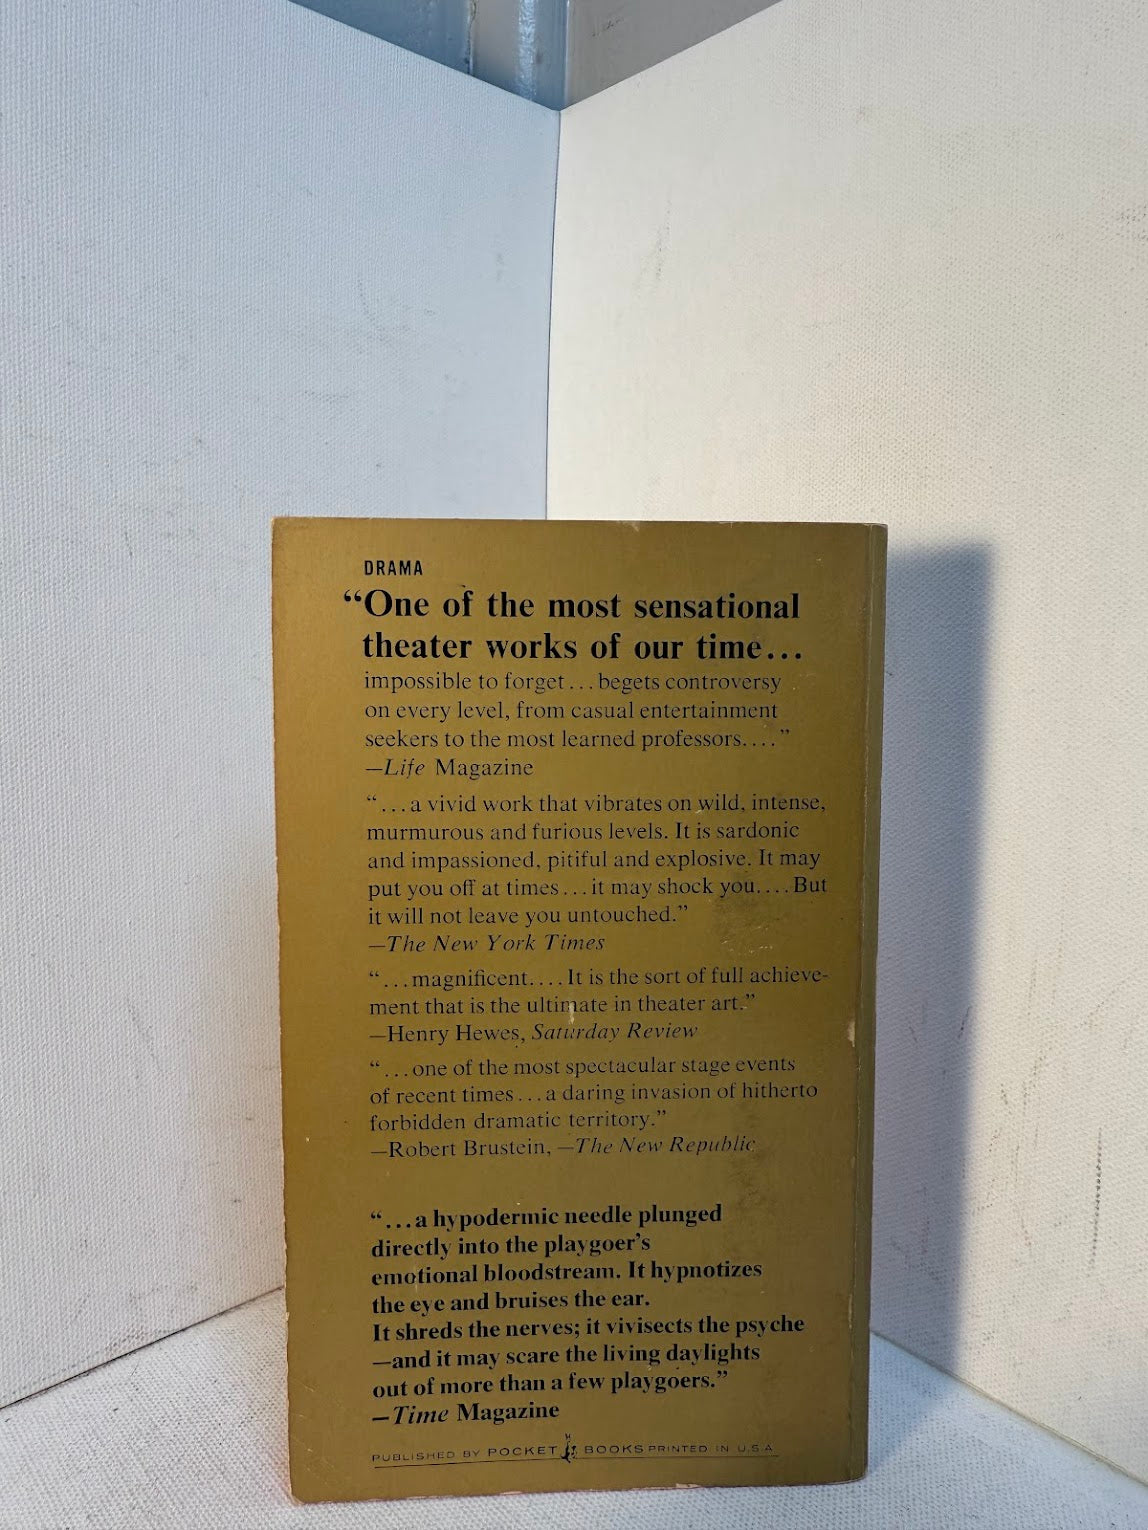 DRAMA
“One of the most sensational
theater works of our time...
impossible to forget...begets controversy
on every level, from casual entertainment
seekers to the most learned professors....”
—Life Magazine
“...a vivid work that vibrates on wild, intense,
murmurous and furious levels. It is sardonic
and impassioned, pitiful and explosive. It may
put you off at times...it may shock you....But
it will not leave you untouched.”
—The New York Times
“...magnificent....It is the sort of full achieve-
ment that is the ultimate in theater art.”
—Henry Hewes, Saturday Review
“...one of the most spectacular stage events
of recent times...a daring invasion of hitherto
forbidden dramatic territory.”
—Robert Brustein, —The New Republic
“...a hypodermic needle plunged
directly into the playgoer’s
emotional bloodstream. It hypnotizes
the eye and bruises the ear.
It shreds the nerves; it vivisects the psyche
—and it may scare the living daylights
out of more than a few playgoers.”
—Time Magazine
PUBLISHED BY POCKET BOOKS PRINTED IN U.S.A